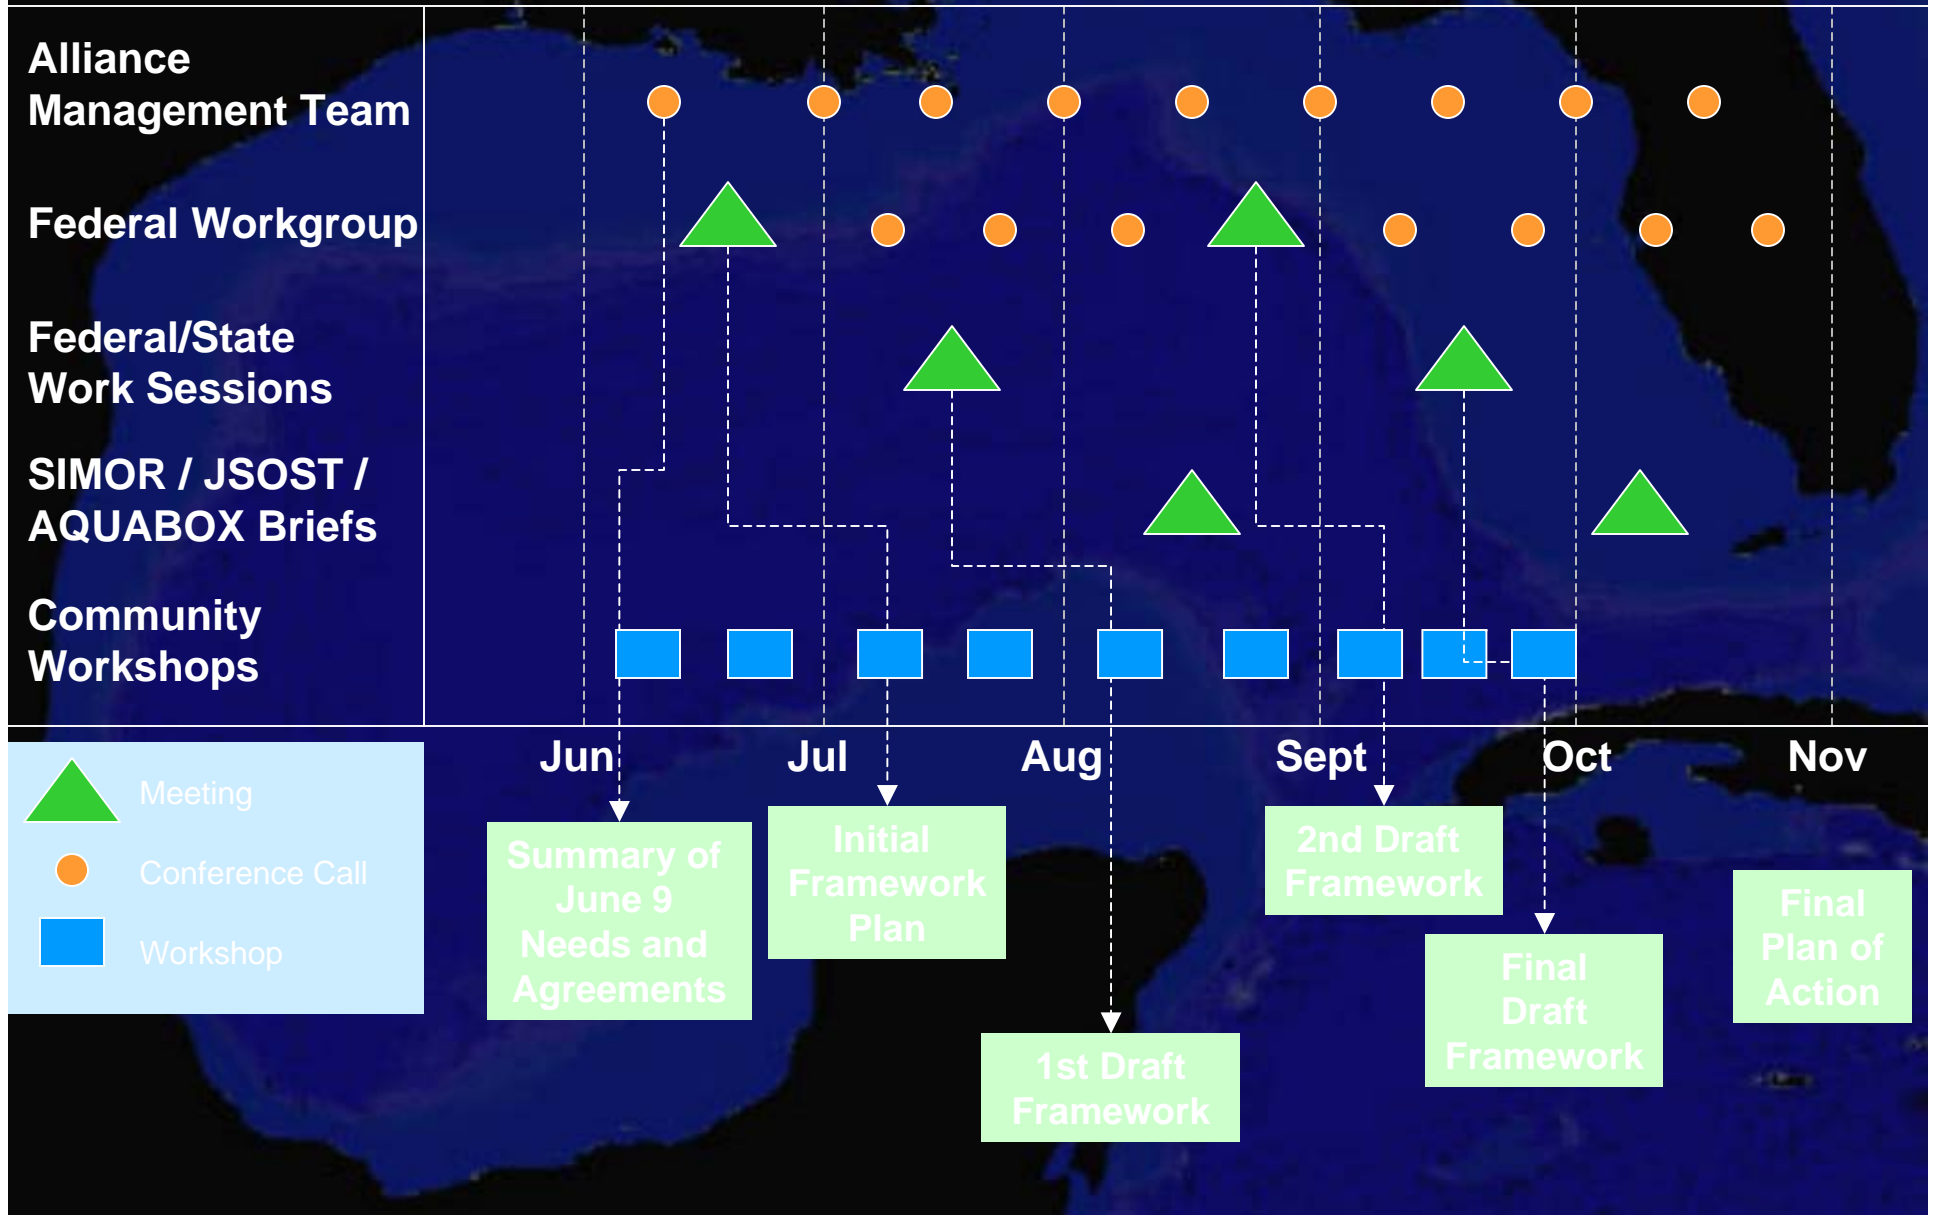 Alliance
Management Team
Federal Workgroup
Federal/State
Work Sessions
SIMOR / JSOST /
AQUABOX Briefs
Community
Workshops
Jun
Jul
Aug
Sept
Oct
Nov
Meeting
Conference Call
Workshop
Summary of
June 9
Needs and
Agreements
Initial
Framework
Plan
1st Draft
Framework
2nd Draft
Framework
Final
Draft
Framework
Final
Plan of
Action